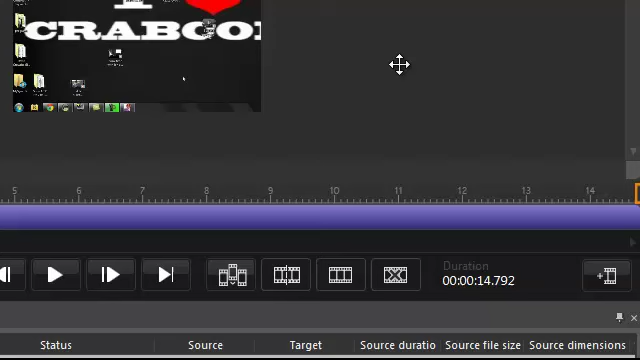 I
CRABCO
5 6 7 8 9 10 11 12 13 14
Duration
00:00:14.792
Status Source Target Source duratio Source file size Source dimensions